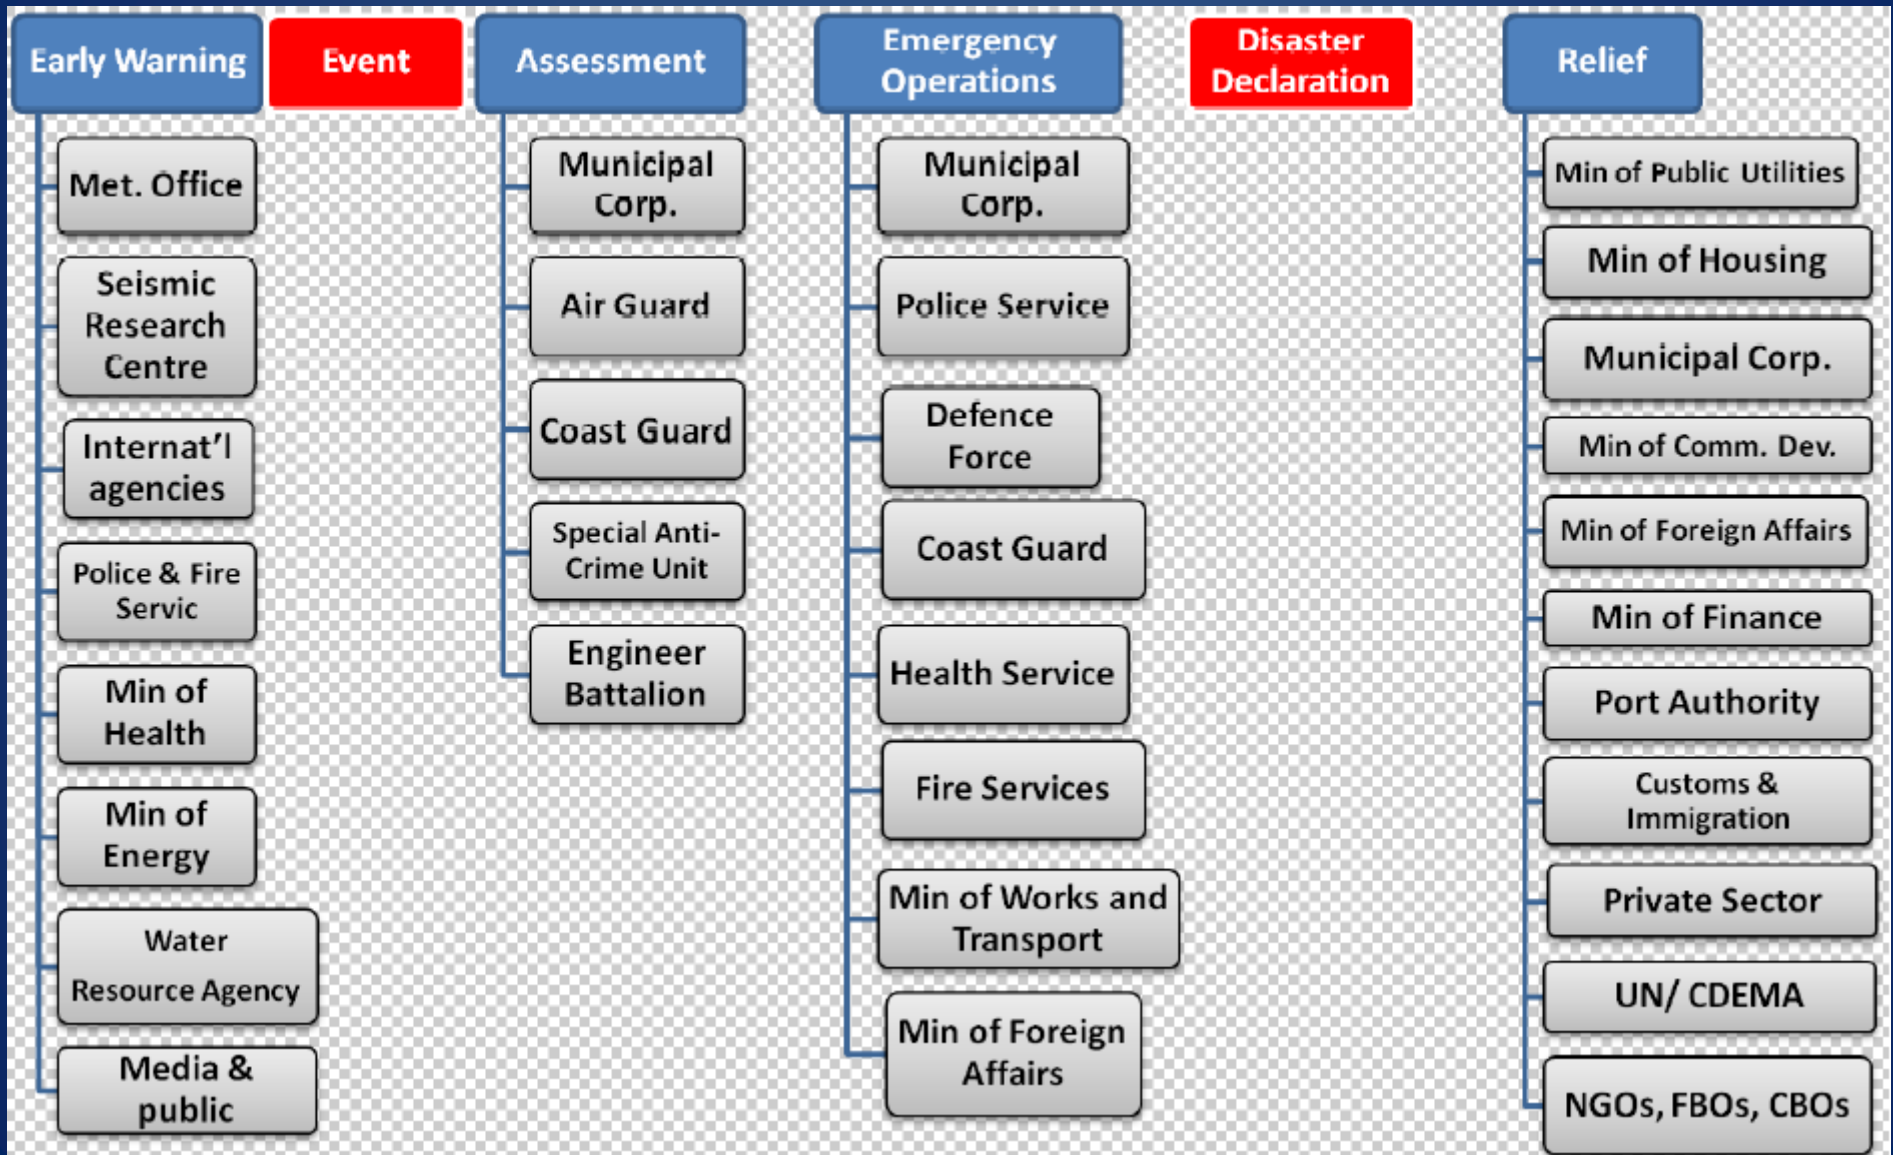 Early Warning
Met. Office
Seismic
Research
Centre
Internat'l
agencies
Police & Fire
Servic
Min of
Health
Min of
Energy
Water
Resource Agency
Media &
public
Event
Assessment
Municipal
Corp.
Air Guard
Coast Guard
Special Anti-
Crime Unit
Engineer
Battalion
Emergency
Operations
Municipal
Corp.
Police Service
Defence
Force
Coast Guard
Health Service
Fire Services
Min of Works and
Transport
Min of Foreign
Affairs
Disaster
Declaration
Relief
Min of Public Utilities
Min of Housing
Municipal Corp.
Min of Comm. Dev.
Min of Foreign Affairs
Min of Finance
Port Authority
Customs &
Immigration
Private Sector
UN/ CDEMA
NGOs, FBOs, CBOs